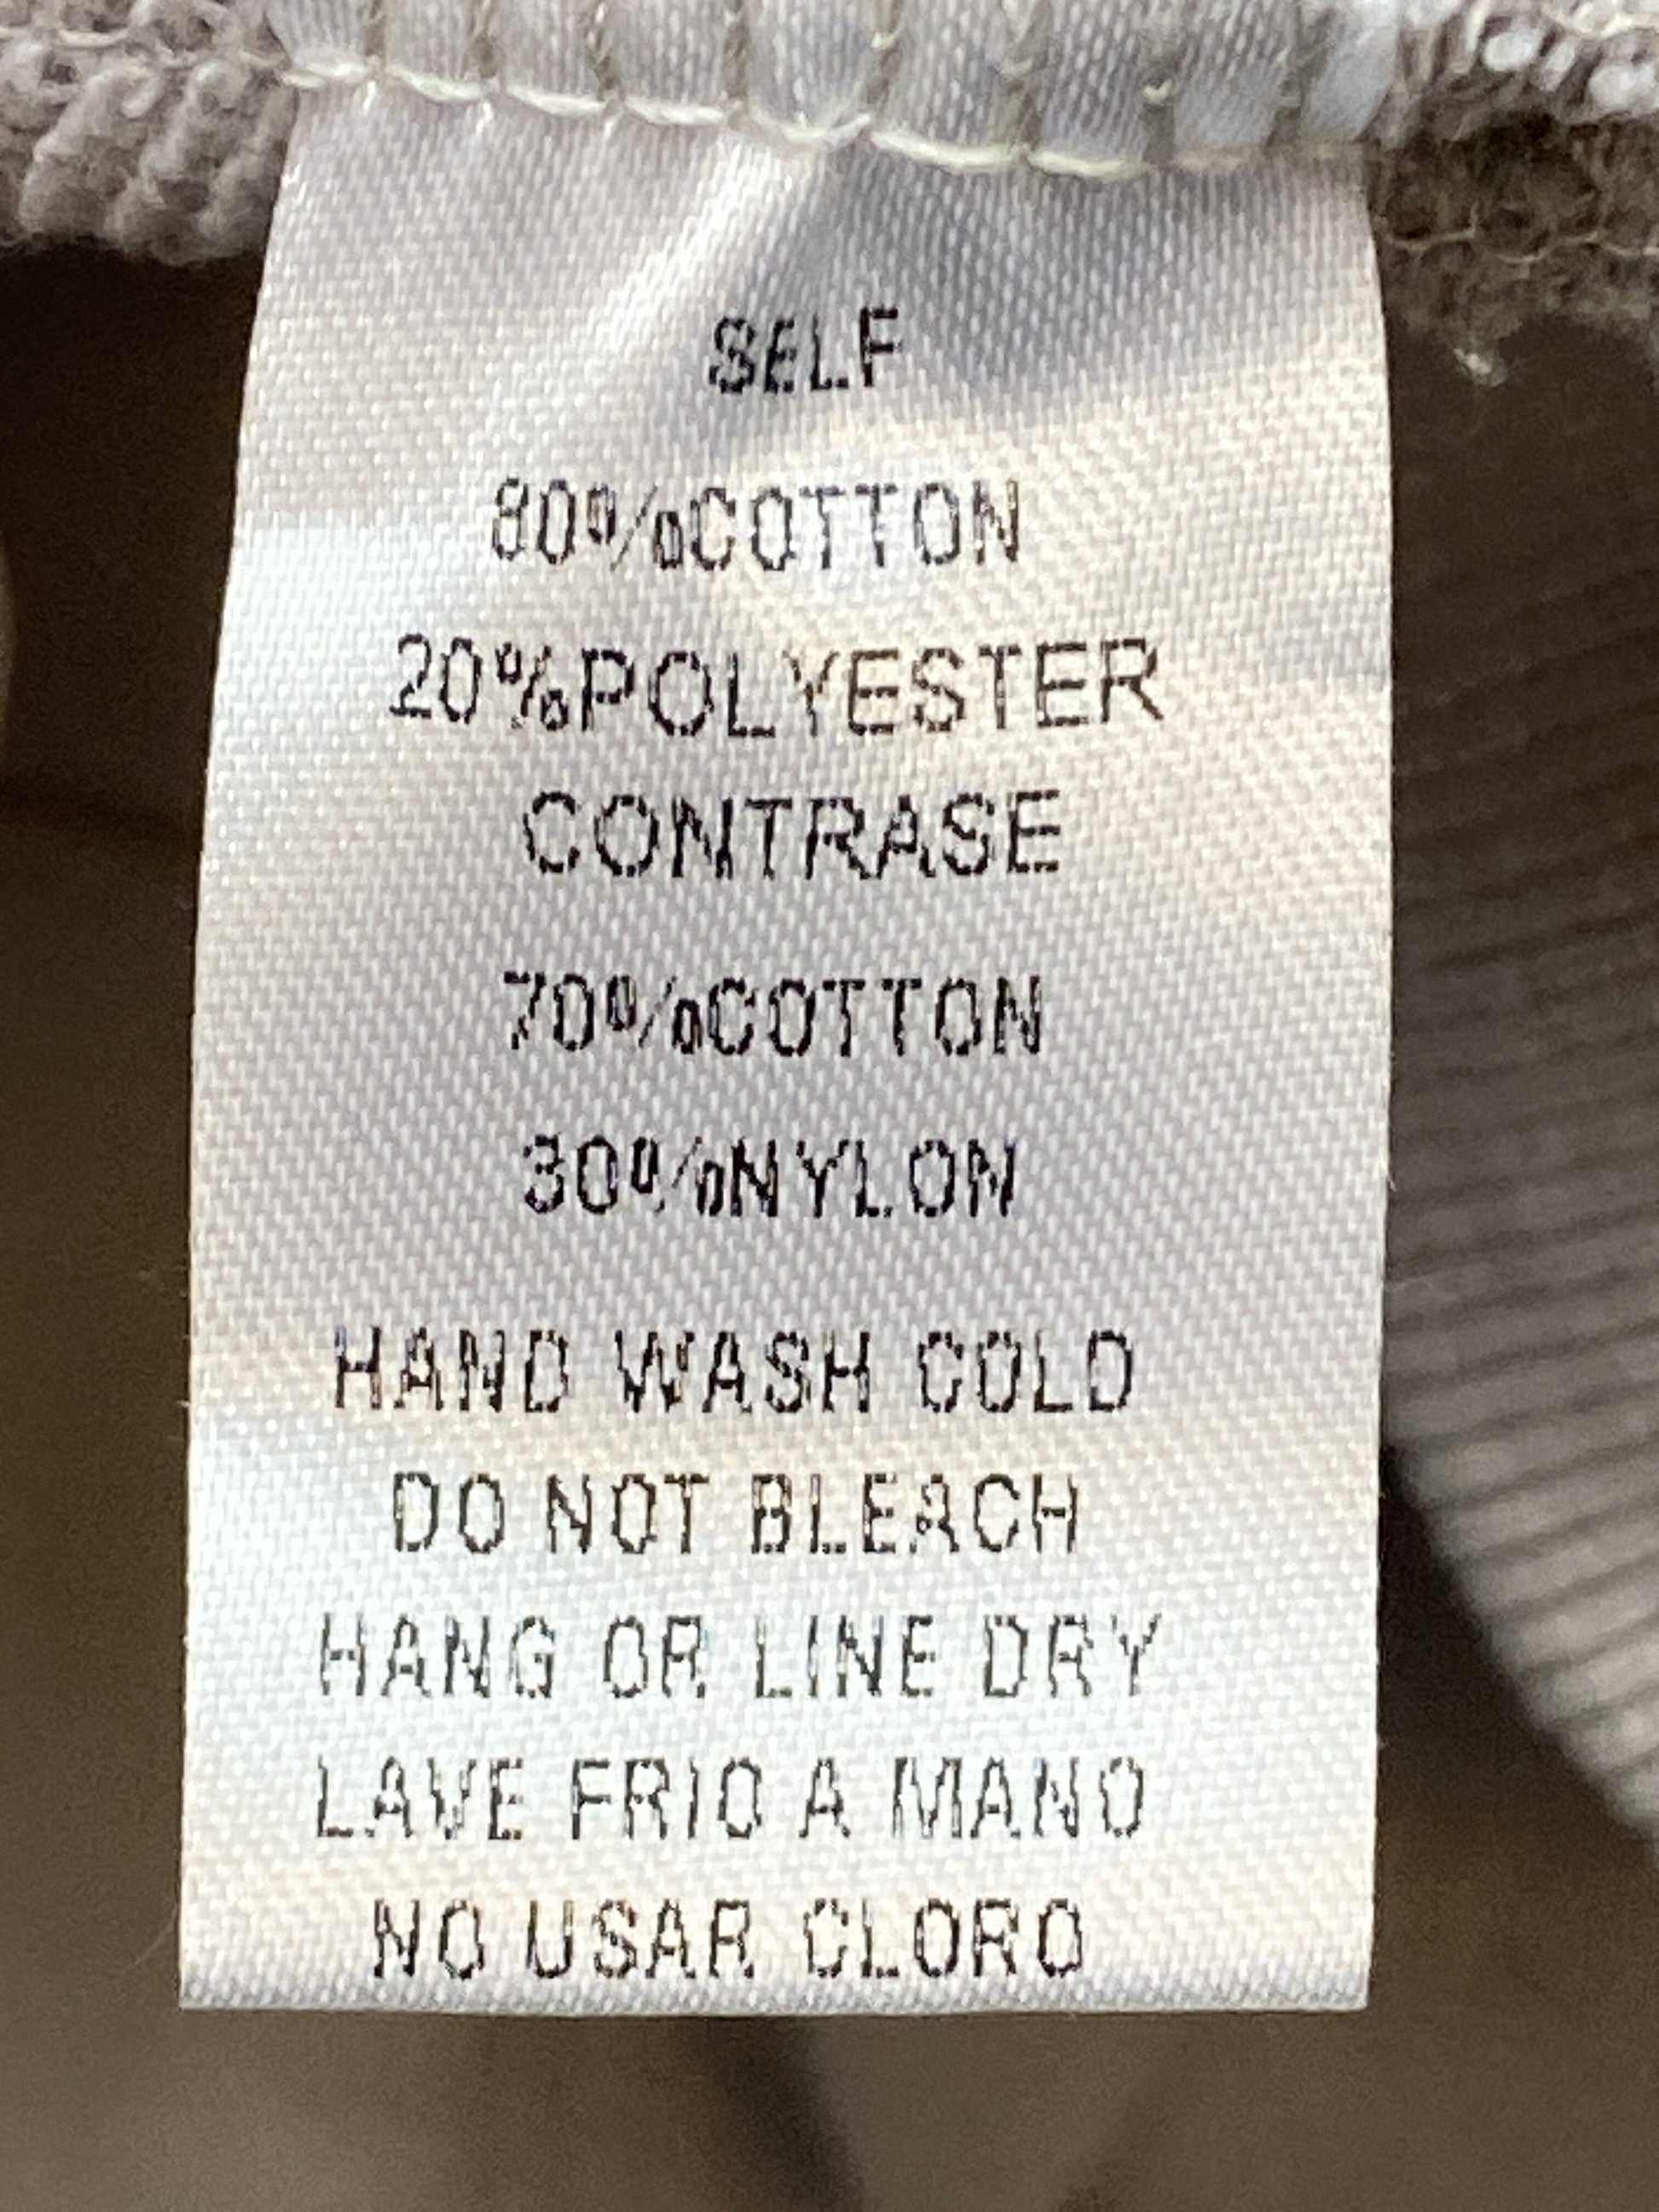 SELF
80%COTTON
20%POLYESTER
CONTRASE
70%COTTON
30%NYLON
HAND WASH COLD
DO NOT BLEACH
HANG OR LINE DRY
LAVE FRIO A MANO
NO USAR CLORO